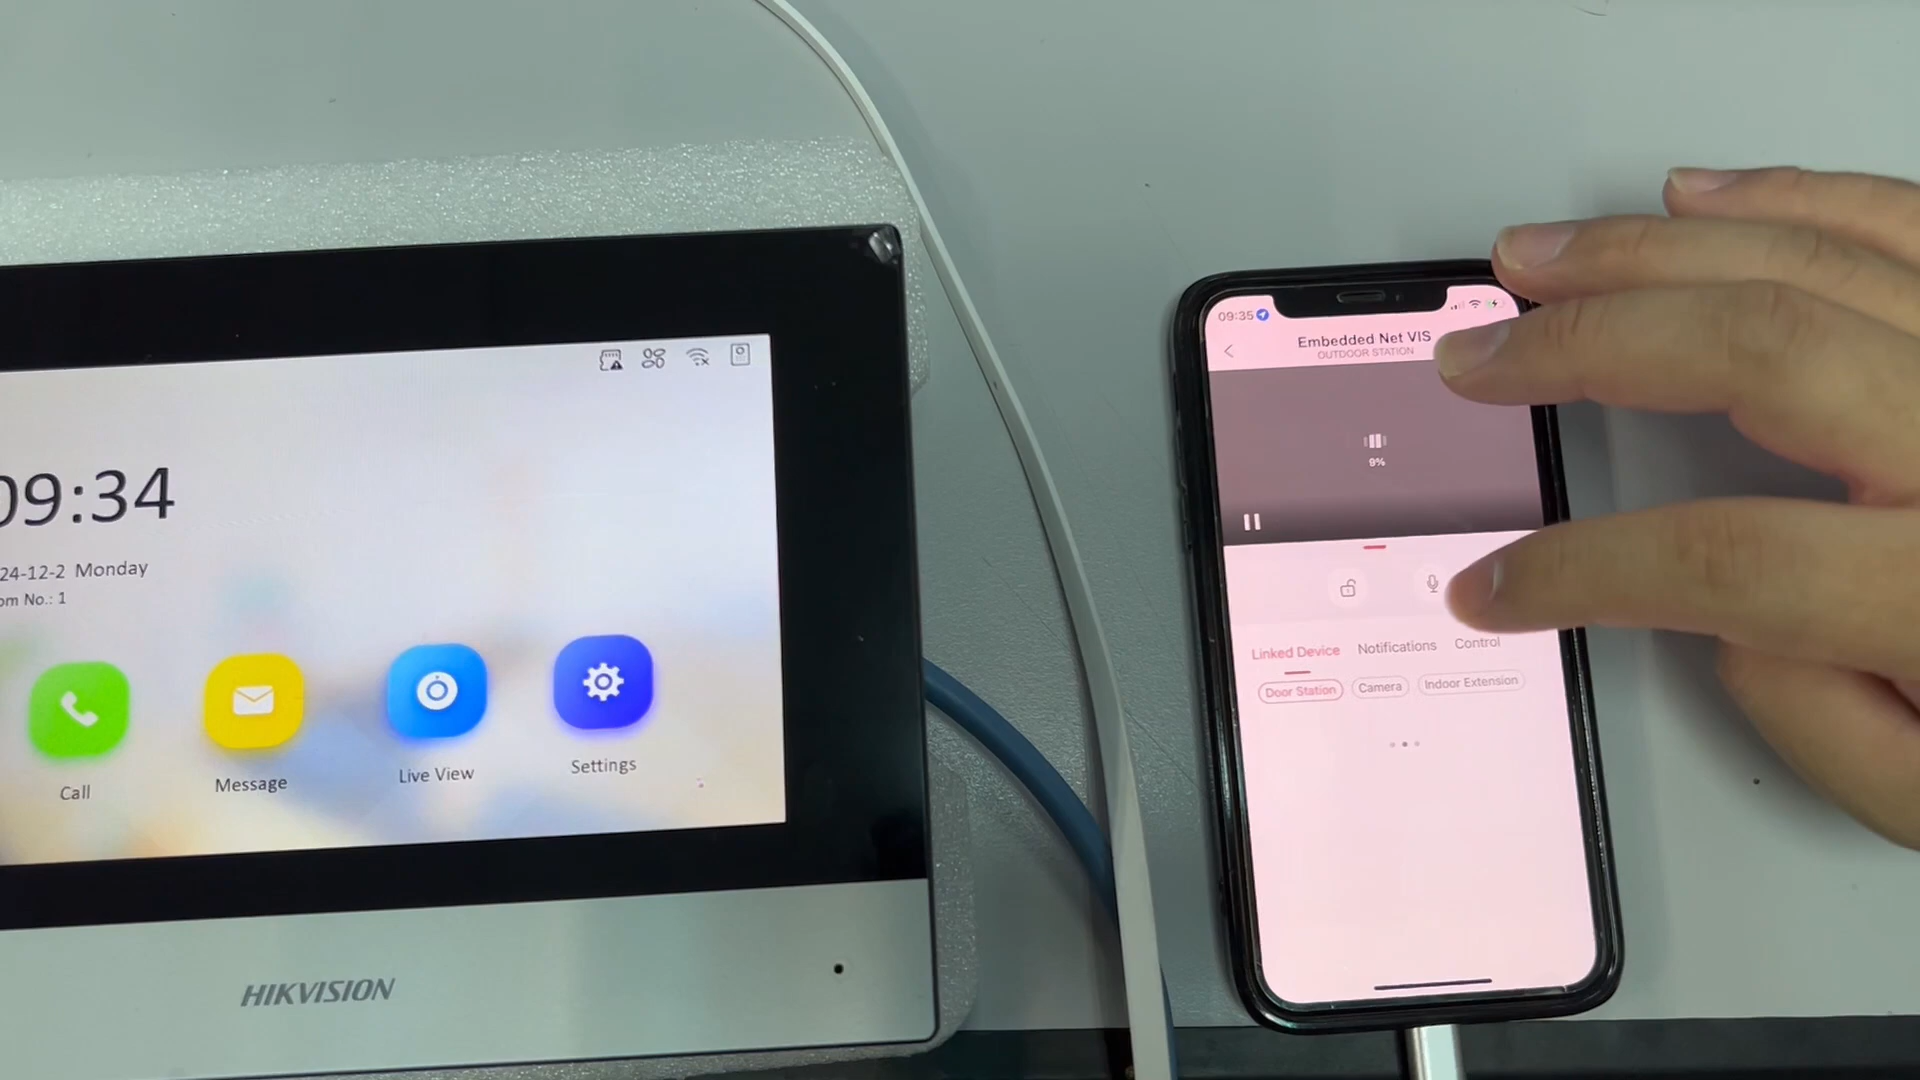 09:34
24-12-2 Monday
om No.: 1
Call
Message
Live View
Settings
HIKVISION
09:35
Embedded Net VIS
OUTDOOR STATION
9%
Linked Device Notifications Control
Door Station Camera Indoor Extension